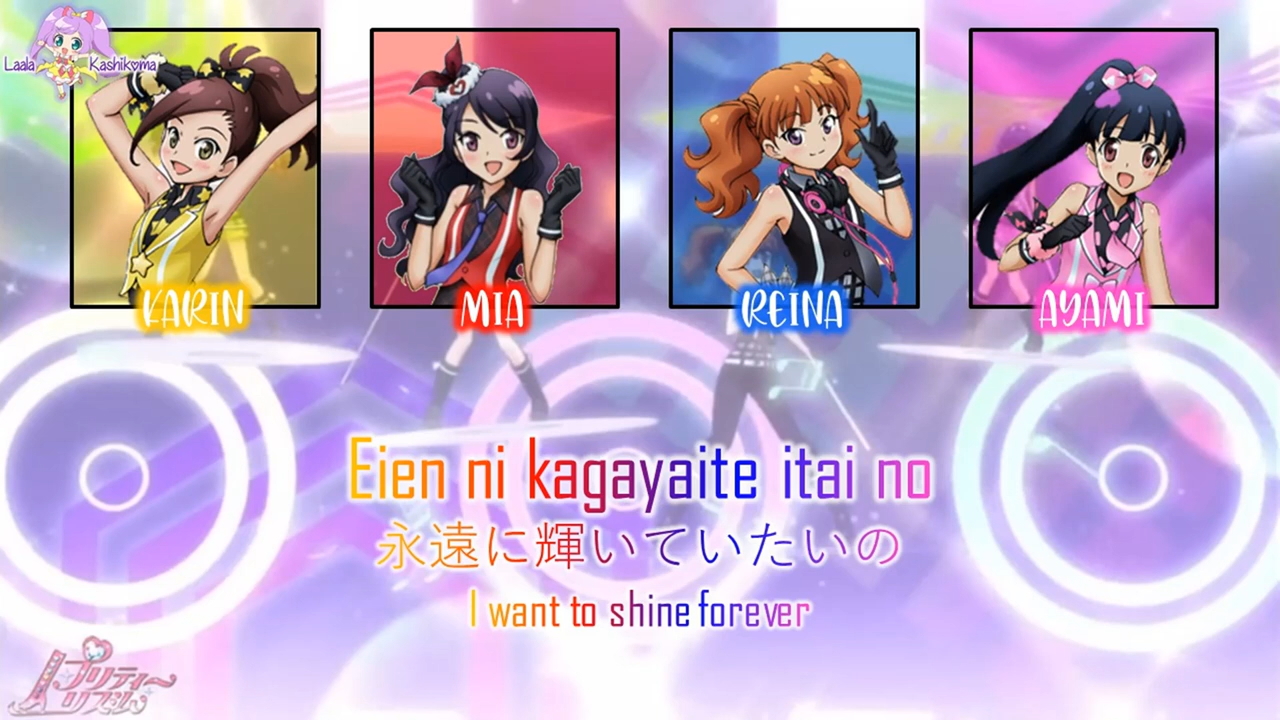 Laala Kashikoma
KARIN
MIA
REINA
AYAMI
Eien ni kagayaite itai no
永遠に輝いていたいの
I want to shine forever
プリティー
リズム